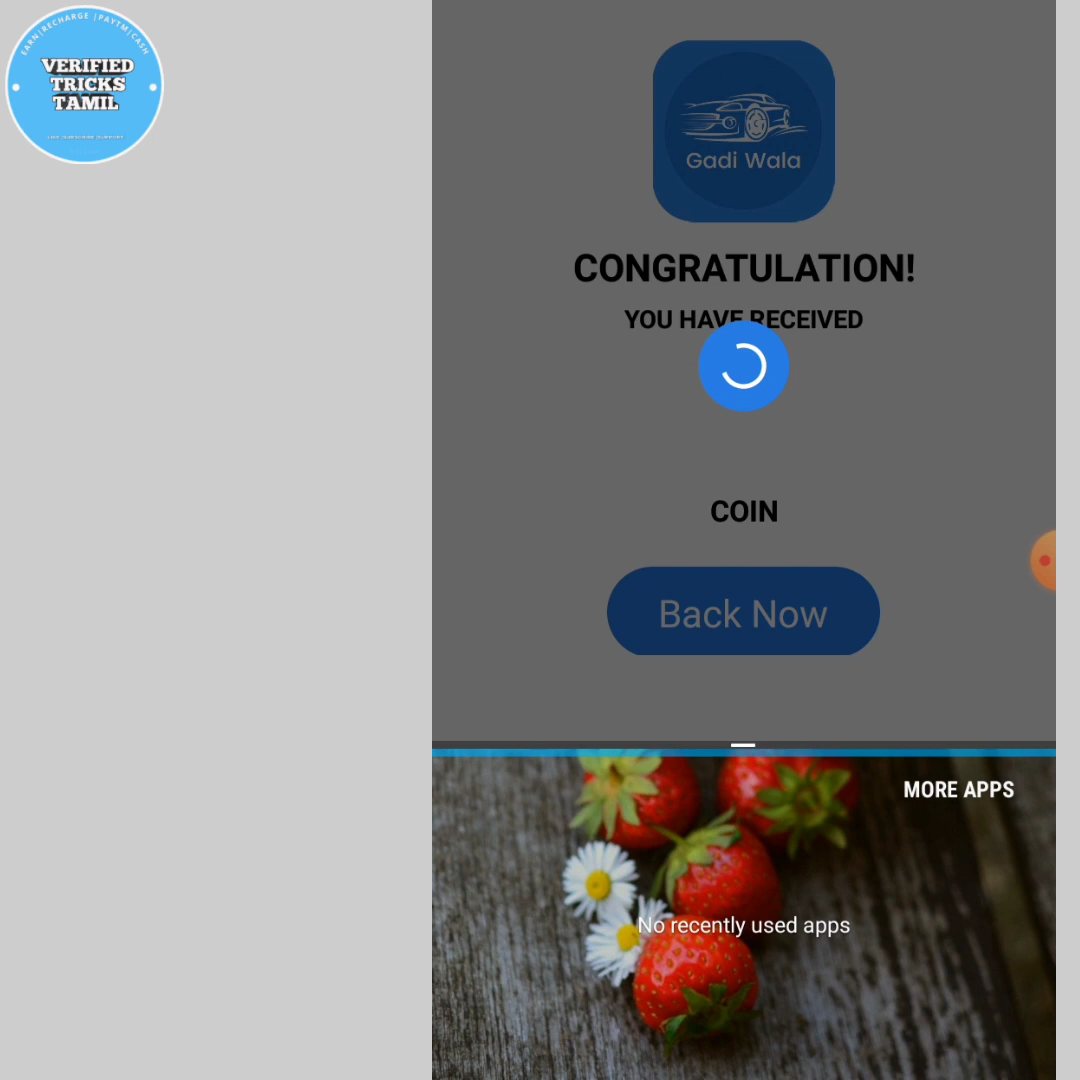 EARN|RECHARGE |PAYTM|CASH
VERIFIED
TRICKS
TAMIL
Gadi Wala
CONGRATULATION!
YOU HAVE RECEIVED
COIN
Back Now
MORE APPS
No recently used apps